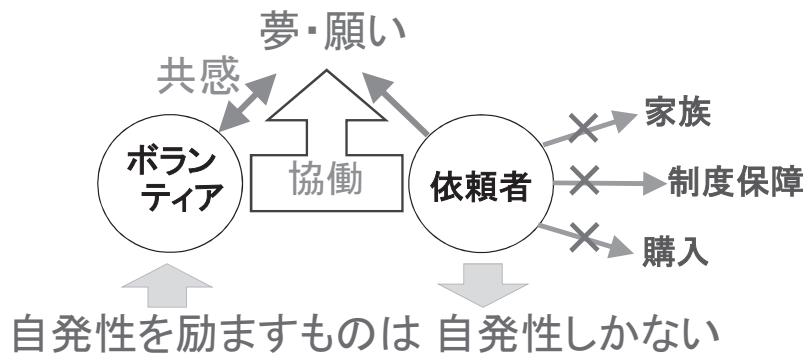 夢・願い
共感
ボラン
ティア
協働
依頼者
家族
制度保障
購入
自発性を励ますものは 自発性しかない